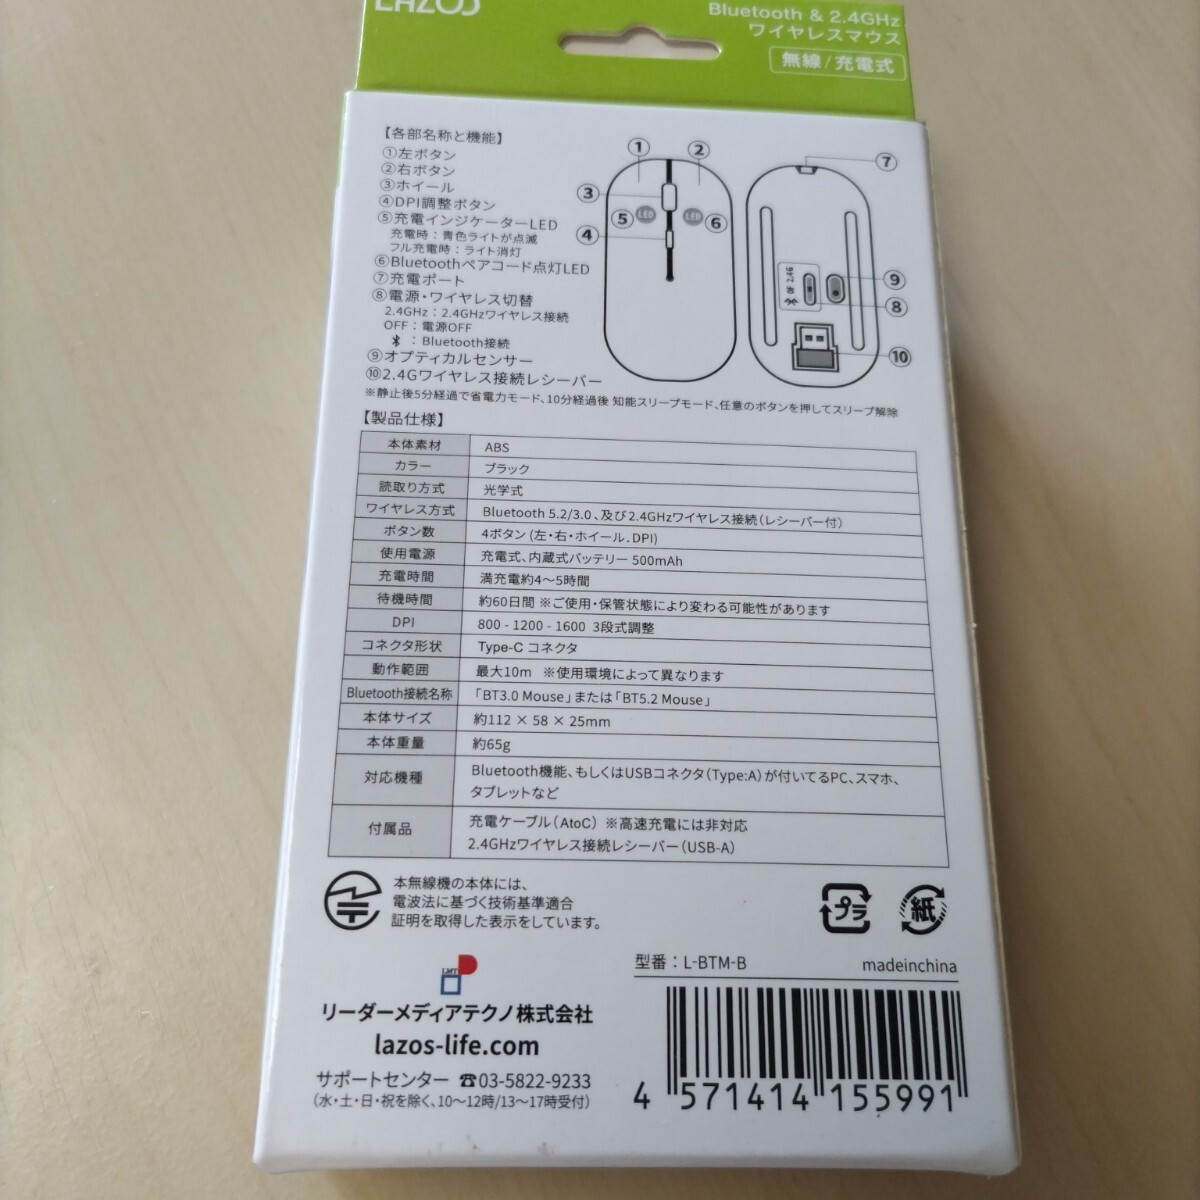 LAZOS
Bluetooth & 2.4GHz
ワイヤレスマウス
無線/充電式
【各部名称と機能】
①左ボタン
②右ボタン
③ホイール
④DPI調整ボタン
⑤充電インジケーターLED
充電時：青色ライトが点滅
フル充電時：ライト消灯
⑥Bluetoothペアコード点灯LED
⑦充電ポート
⑧電源・ワイヤレス切替
2.4GHz：2.4GHzワイヤレス接続
OFF：電源OFF
：Bluetooth接続
⑨オプティカルセンサー
⑩2.4Gワイヤレス接続レシーバー
① ② ③ ④ ⑤ LED LED ⑥
⑦ ⑨ ⑧ ⑩
OFF 2.4G
※静止後5分経過で省電力モード、10分経過後 知能スリープモード、任意のボタンを押してスリープ解除
【製品仕様】
本体素材 ABS
カラー ブラック
読取り方式 光学式
ワイヤレス方式 Bluetooth 5.2/3.0、及び2.4GHzワイヤレス接続（レシーバー付）
ボタン数 4ボタン (左・右・ホイール.DPI)
使用電源 充電式、内蔵式バッテリー 500mAh
充電時間 満充電約4～5時間
待機時間 約60日間 ※ご使用・保管状態により変わる可能性があります
DPI 800 - 1200 - 1600 3段式調整
コネクタ形状 Type-C コネクタ
動作範囲 最大10m ※使用環境によって異なります
Bluetooth接続名称 「BT3.0 Mouse」または「BT5.2 Mouse」
本体サイズ 約112 × 58 × 25mm
本体重量 約65g
対応機種 Bluetooth機能、もしくはUSBコネクタ（Type:A）が付いてるPC、スマホ、
タブレットなど
付属品 充電ケーブル（AtoC） ※高速充電には非対応
2.4GHzワイヤレス接続レシーバー（USB-A）
本無線機の本体には、
電波法に基づく技術基準適合
証明を取得した表示をしています。
プラ
紙
LMT
リーダーメディアテクノ株式会社
lazos-life.com
サポートセンター ☎03-5822-9233
（水・土・日・祝を除く、10～12時/13～17時受付）
型番：L-BTM-B
madeinchina
4 571414 155991